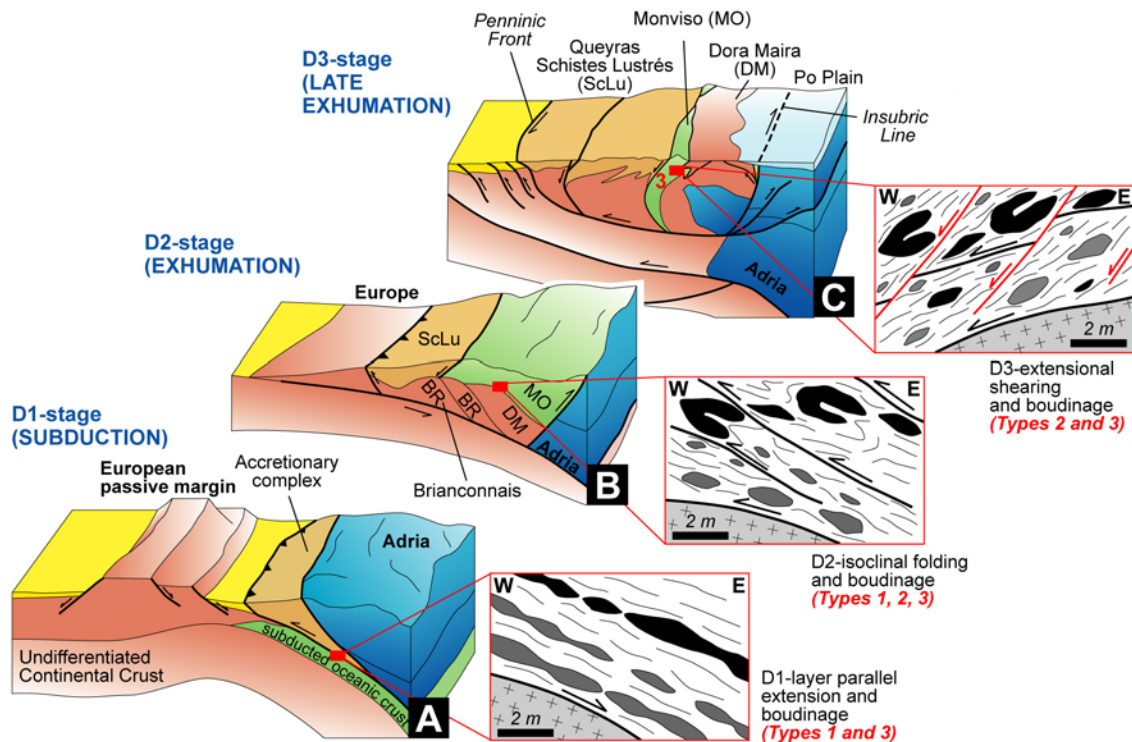 D3-stage
(LATE
EXHUMATION)
Penninic
Front
Queyras
Schistes Lustrés
(ScLu)
Monviso (MO)
Dora Maira
(DM)
Po Plain
Insubric
Line
3
Adria
C
W
E
2 m
D3-extensional
shearing
and boudinage
(Types 2 and 3)
D2-stage
(EXHUMATION)
Europe
ScLu
BR
BR
DM
MO
Adria
Brianconnais
B
W
E
2 m
D2-isoclinal folding
and boudinage
(Types 1, 2, 3)
D1-stage
(SUBDUCTION)
European
passive margin
Accretionary
complex
Adria
subducted oceanic crust
Undifferentiated
Continental Crust
A
W
E
2 m
D1-layer parallel
extension and
boudinage
(Types 1 and 3)